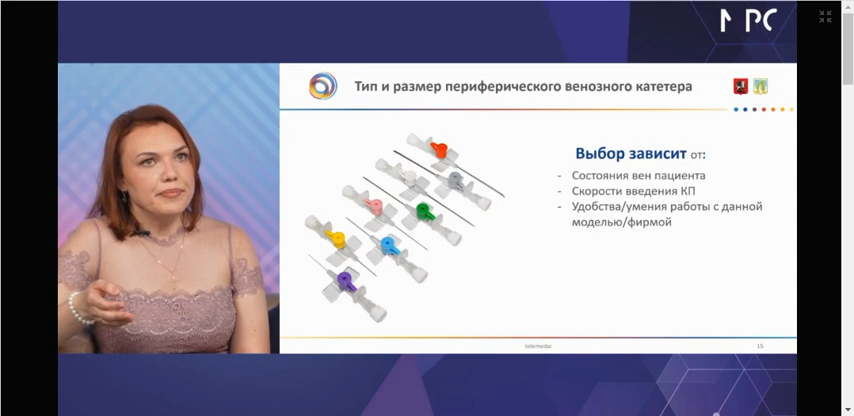 Тип и размер периферического венозного катетера
Выбор зависит от:
- Состояния вен пациента
- Скорости введения КП
- Удобства/умения работы с данной
моделью/фирмой
telemedai
15